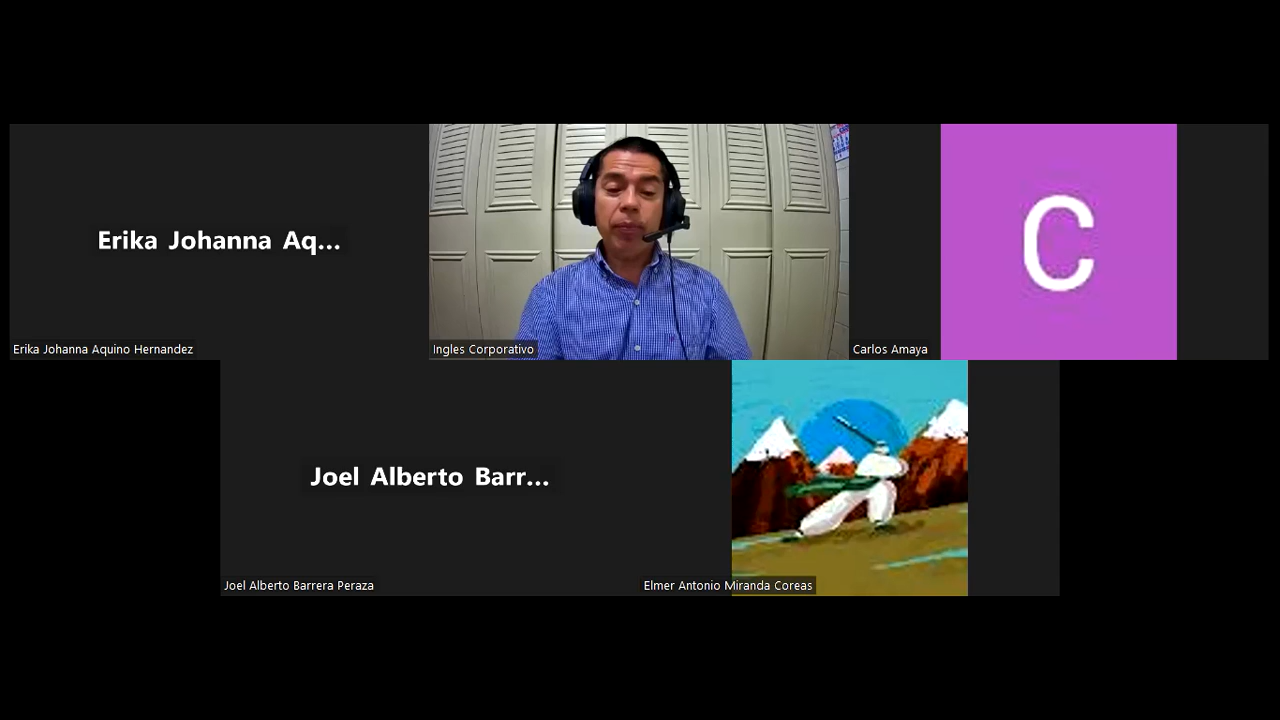 Erika Johanna Aq...
Erika Johanna Aquino Hernandez
Ingles Corporativo
C
Carlos Amaya
Joel Alberto Barr...
Joel Alberto Barrera Peraza
Elmer Antonio Miranda Coreas